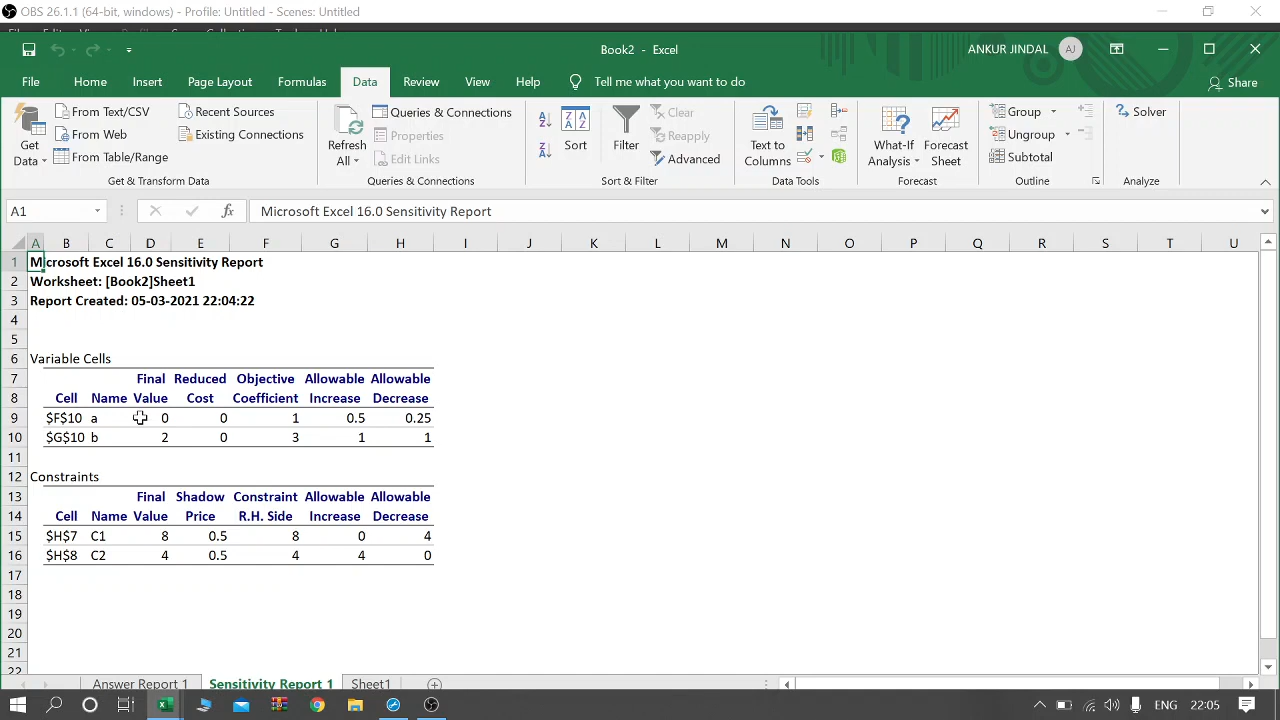 OBS 26.1.1 (64-bit, windows) - Profile: Untitled - Scenes: Untitled
Book2 - Excel
ANKUR JINDAL
AJ
File Home Insert Page Layout Formulas Data Review View Help Tell me what you want to do
Share
Get Data
From Text/CSV
From Web
From Table/Range
Recent Sources
Existing Connections
Get & Transform Data
Refresh All
Queries & Connections
Properties
Edit Links
Queries & Connections
Sort
Filter
Clear
Reapply
Advanced
Sort & Filter
Text to Columns
Data Tools
What-If Analysis
Forecast Sheet
Forecast
Group
Ungroup
Subtotal
Outline
Solver
Analyze
A1 fx Microsoft Excel 16.0 Sensitivity Report
A B C D E F G H I J K L M N O P Q R S T U
1 Microsoft Excel 16.0 Sensitivity Report
2 Worksheet: [Book2]Sheet1
3 Report Created: 05-03-2021 22:04:22
4
5
6 Variable Cells
7 Final Reduced Objective Allowable Allowable
8 Cell Name Value Cost Coefficient Increase Decrease
9 $F$10 a 0 0 1 0.5 0.25
10 $G$10 b 2 0 3 1 1
11
12 Constraints
13 Final Shadow Constraint Allowable Allowable
14 Cell Name Value Price R.H. Side Increase Decrease
15 $H$7 C1 8 0.5 8 0 4
16 $H$8 C2 4 0.5 4 4 0
17
18
19
20
21
22
Answer Report 1 Sensitivity Report 1 Sheet1
ENG 22:05